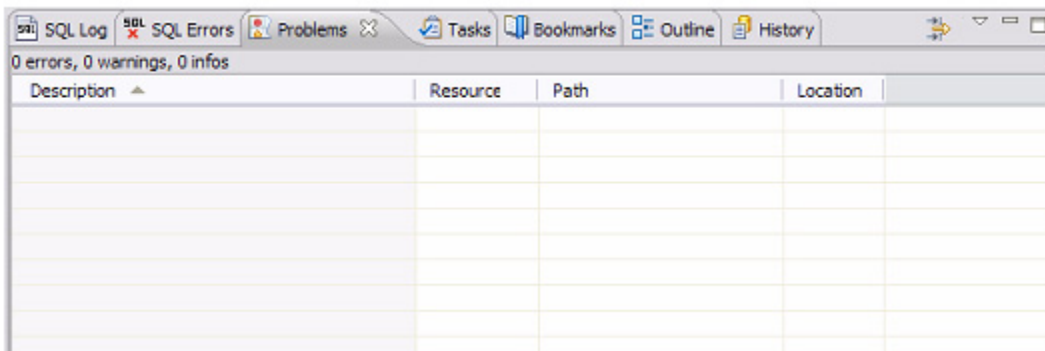 SQL Log SQL Errors Problems Tasks Bookmarks Outline History
0 errors, 0 warnings, 0 infos
Description Resource Path Location